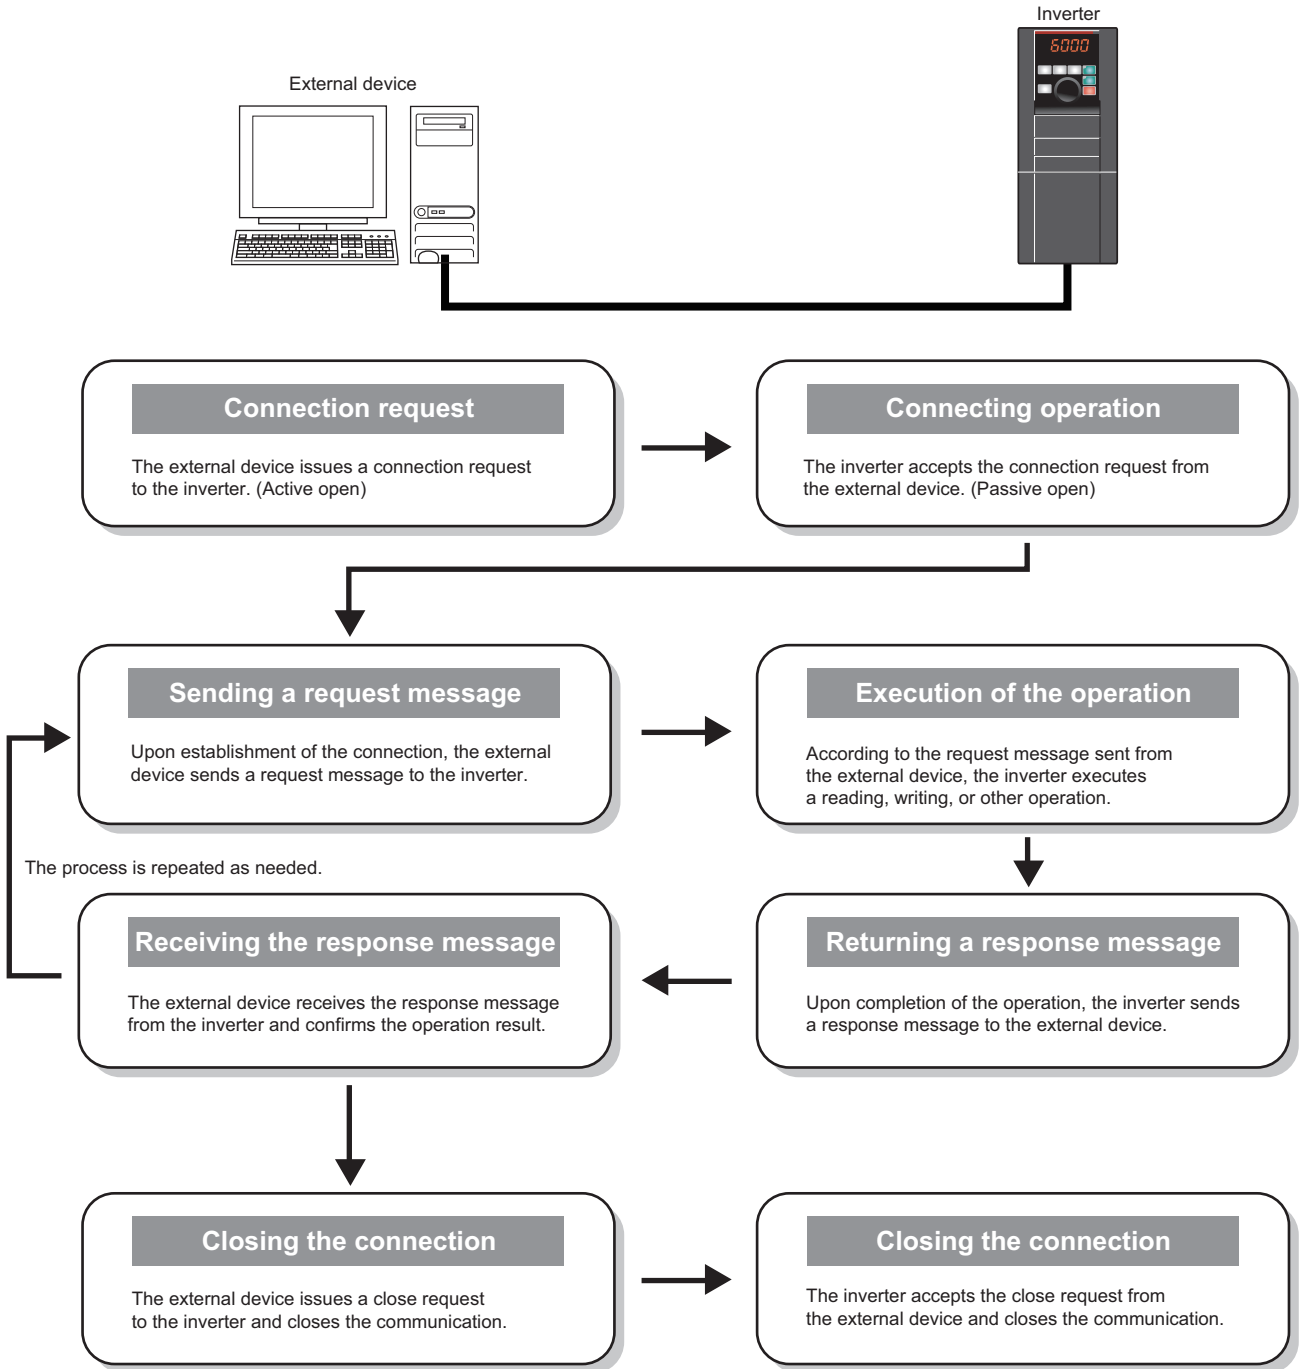 Inverter
6000
External device
Connection request
The external device issues a connection request
to the inverter. (Active open)
Connecting operation
The inverter accepts the connection request from
the external device. (Passive open)
Sending a request message
Upon establishment of the connection, the external
device sends a request message to the inverter.
Execution of the operation
According to the request message sent from
the external device, the inverter executes
a reading, writing, or other operation.
The process is repeated as needed.
Receiving the response message
The external device receives the response message
from the inverter and confirms the operation result.
Returning a response message
Upon completion of the operation, the inverter sends
a response message to the external device.
Closing the connection
The external device issues a close request
to the inverter and closes the communication.
Closing the connection
The inverter accepts the close request from
the external device and closes the communication.